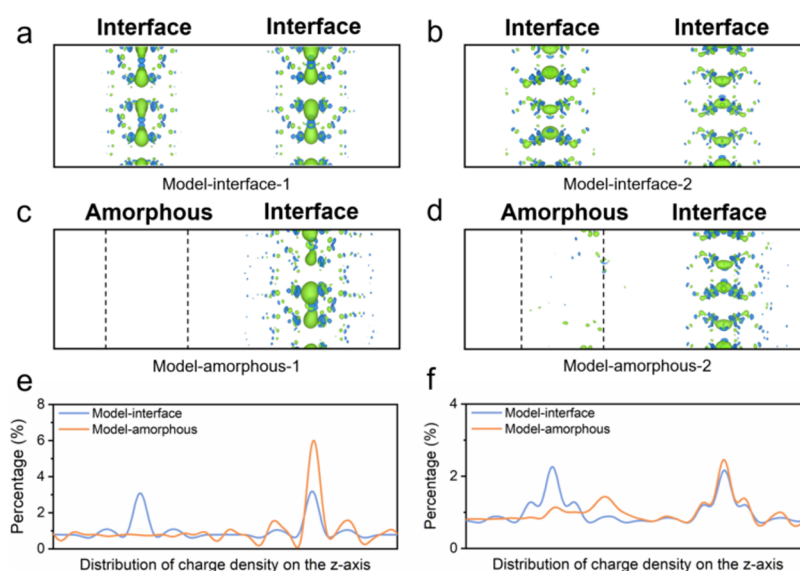 a
Interface Interface
Model-interface-1
b
Interface Interface
Model-interface-2
c
Amorphous Interface
Model-amorphous-1
d
Amorphous Interface
Model-amorphous-2
e
Percentage (%)
8
6
4
2
0
Model-interface
Model-amorphous
Distribution of charge density on the z-axis
f
Percentage (%)
4
2
0
Model-interface
Model-amorphous
Distribution of charge density on the z-axis